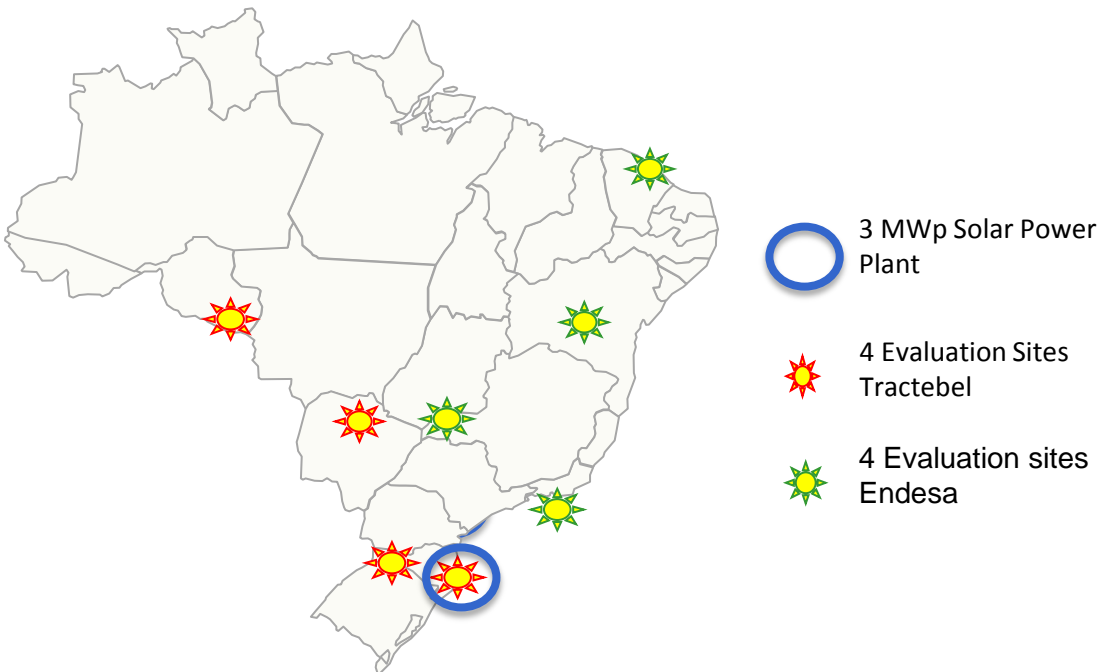 3 MWp Solar Power
Plant
4 Evaluation Sites
Tractebel
4 Evaluation sites
Endesa